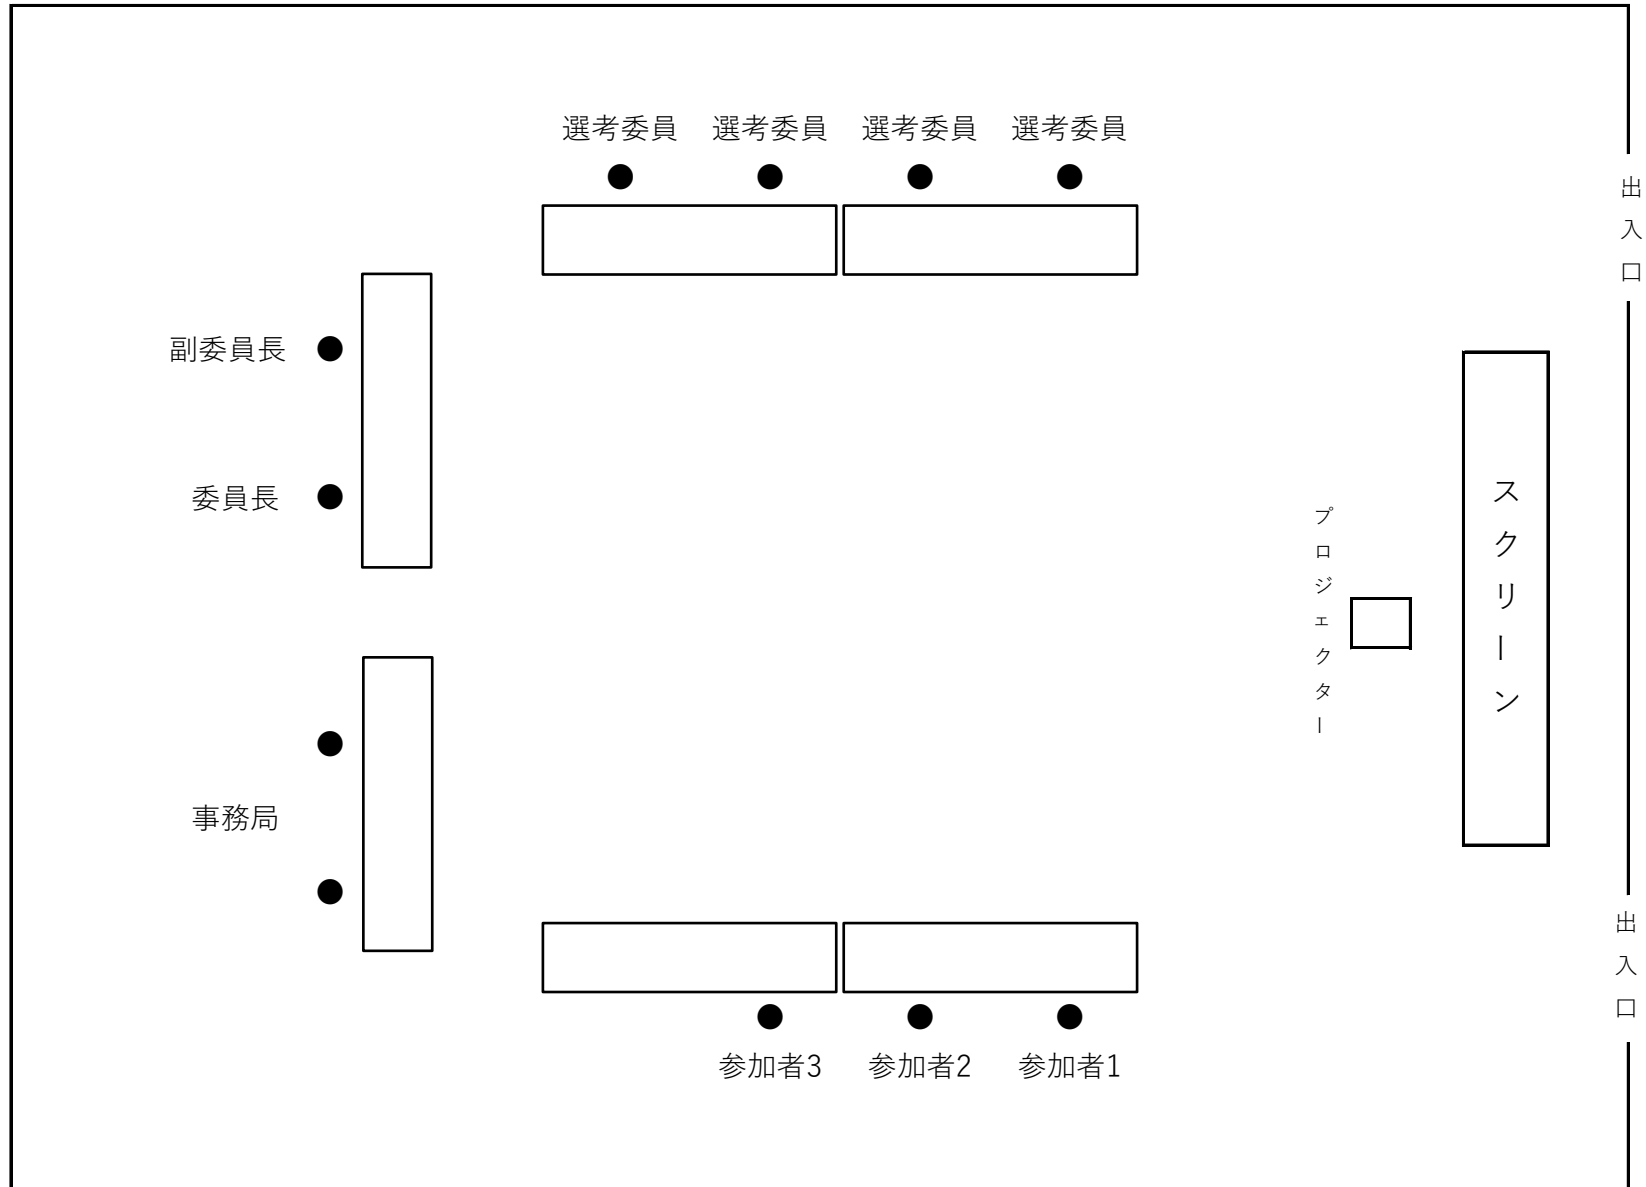 選考委員 選考委員 選考委員 選考委員
出入口
副委員長
委員長
スクリーン
プロジェクター
事務局
出入口
参加者3 参加者2 参加者1